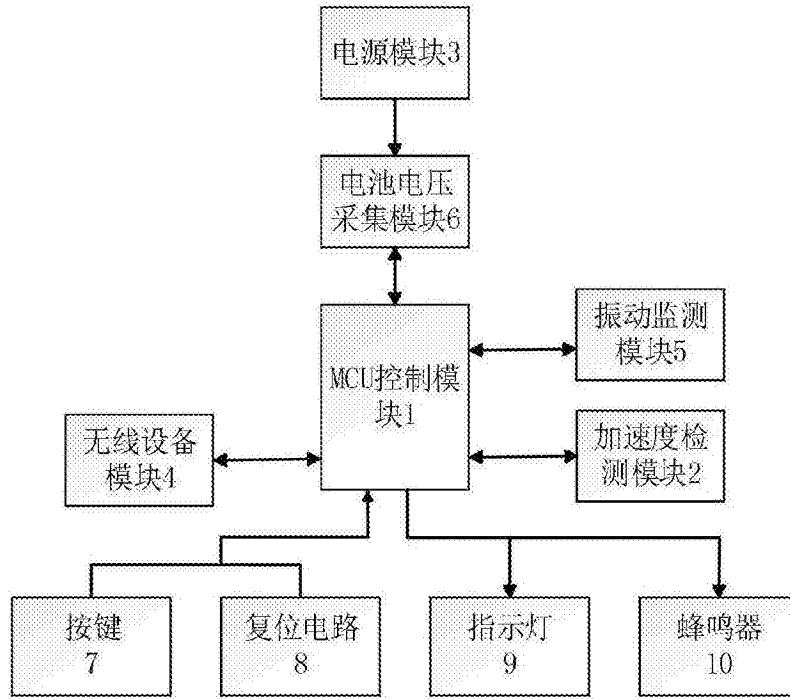 电源模块3
电池电压
采集模块6
振动监测
模块5
MCU控制模
块1
无线设备
模块4
加速度检
测模块2
按键
7
复位电路
8
指示灯
9
蜂鸣器
10